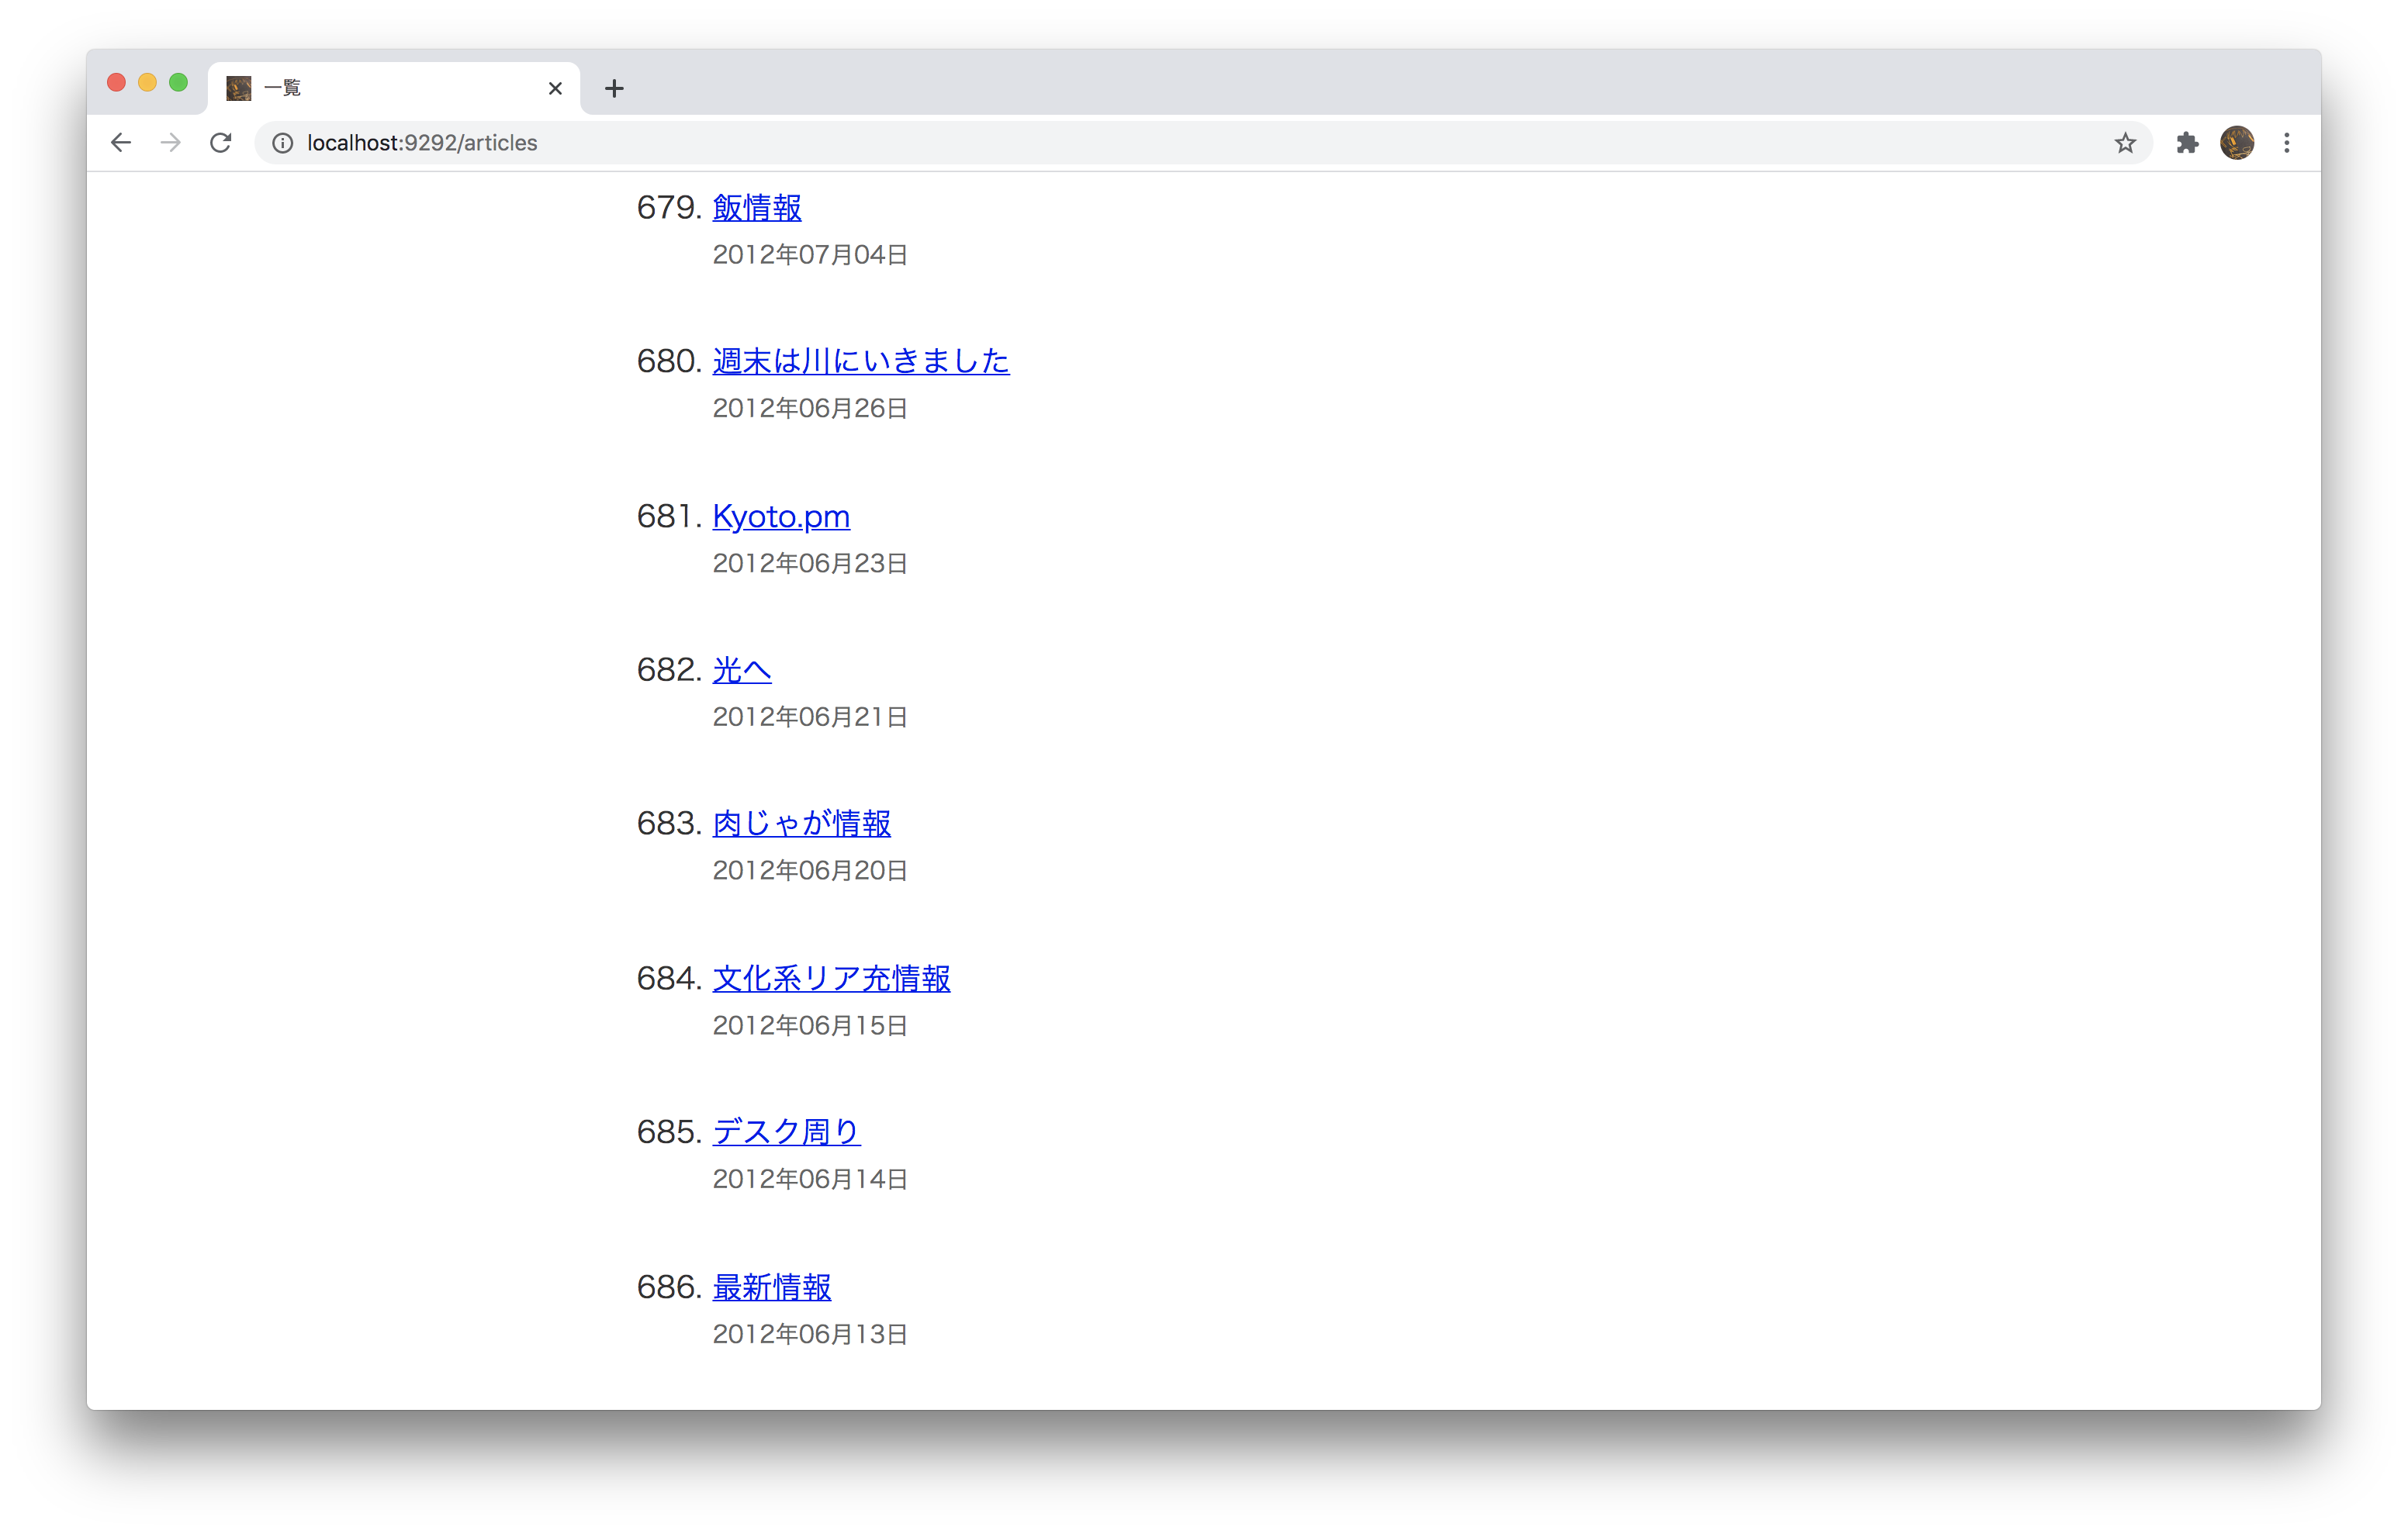 一覧
localhost:9292/articles
679. 飯情報
2012年07月04日
680. 週末は川にいきました
2012年06月26日
681. Kyoto.pm
2012年06月23日
682. 光へ
2012年06月21日
683. 肉じゃが情報
2012年06月20日
684. 文化系リア充情報
2012年06月15日
685. デスク周り
2012年06月14日
686. 最新情報
2012年06月13日